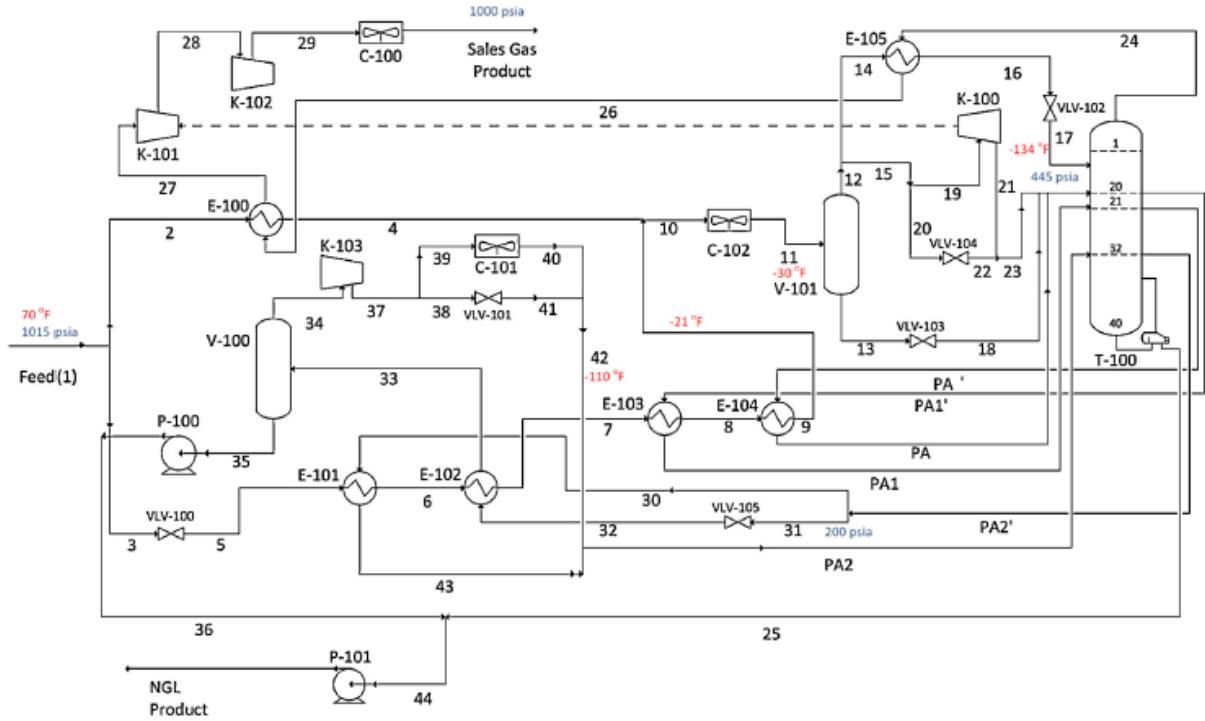 1000 psia
28
29
C-100
Sales Gas
Product
K-102
K-101
E-105
24
14
16
K-100
VLV-102
26
-134 °F
17
1
12
15
19
21
445 psia
20
21
27
E-100
2
4
10
C-102
11
-30 °F
V-101
20
VLV-104
22
23
32
K-103
39
C-101
40
70 °F
1015 psia
Feed(1)
34
37
38
VLV-101
41
-21 °F
VLV-103
13
18
40
T-100
V-100
33
42
-110 °F
PA '
PA1'
E-103
E-104
7
8
9
P-100
35
PA
E-101
E-102
6
PA1
30
VLV-100
3
5
VLV-105
32
31
200 psia
PA2'
PA2
43
36
25
P-101
44
NGL
Product